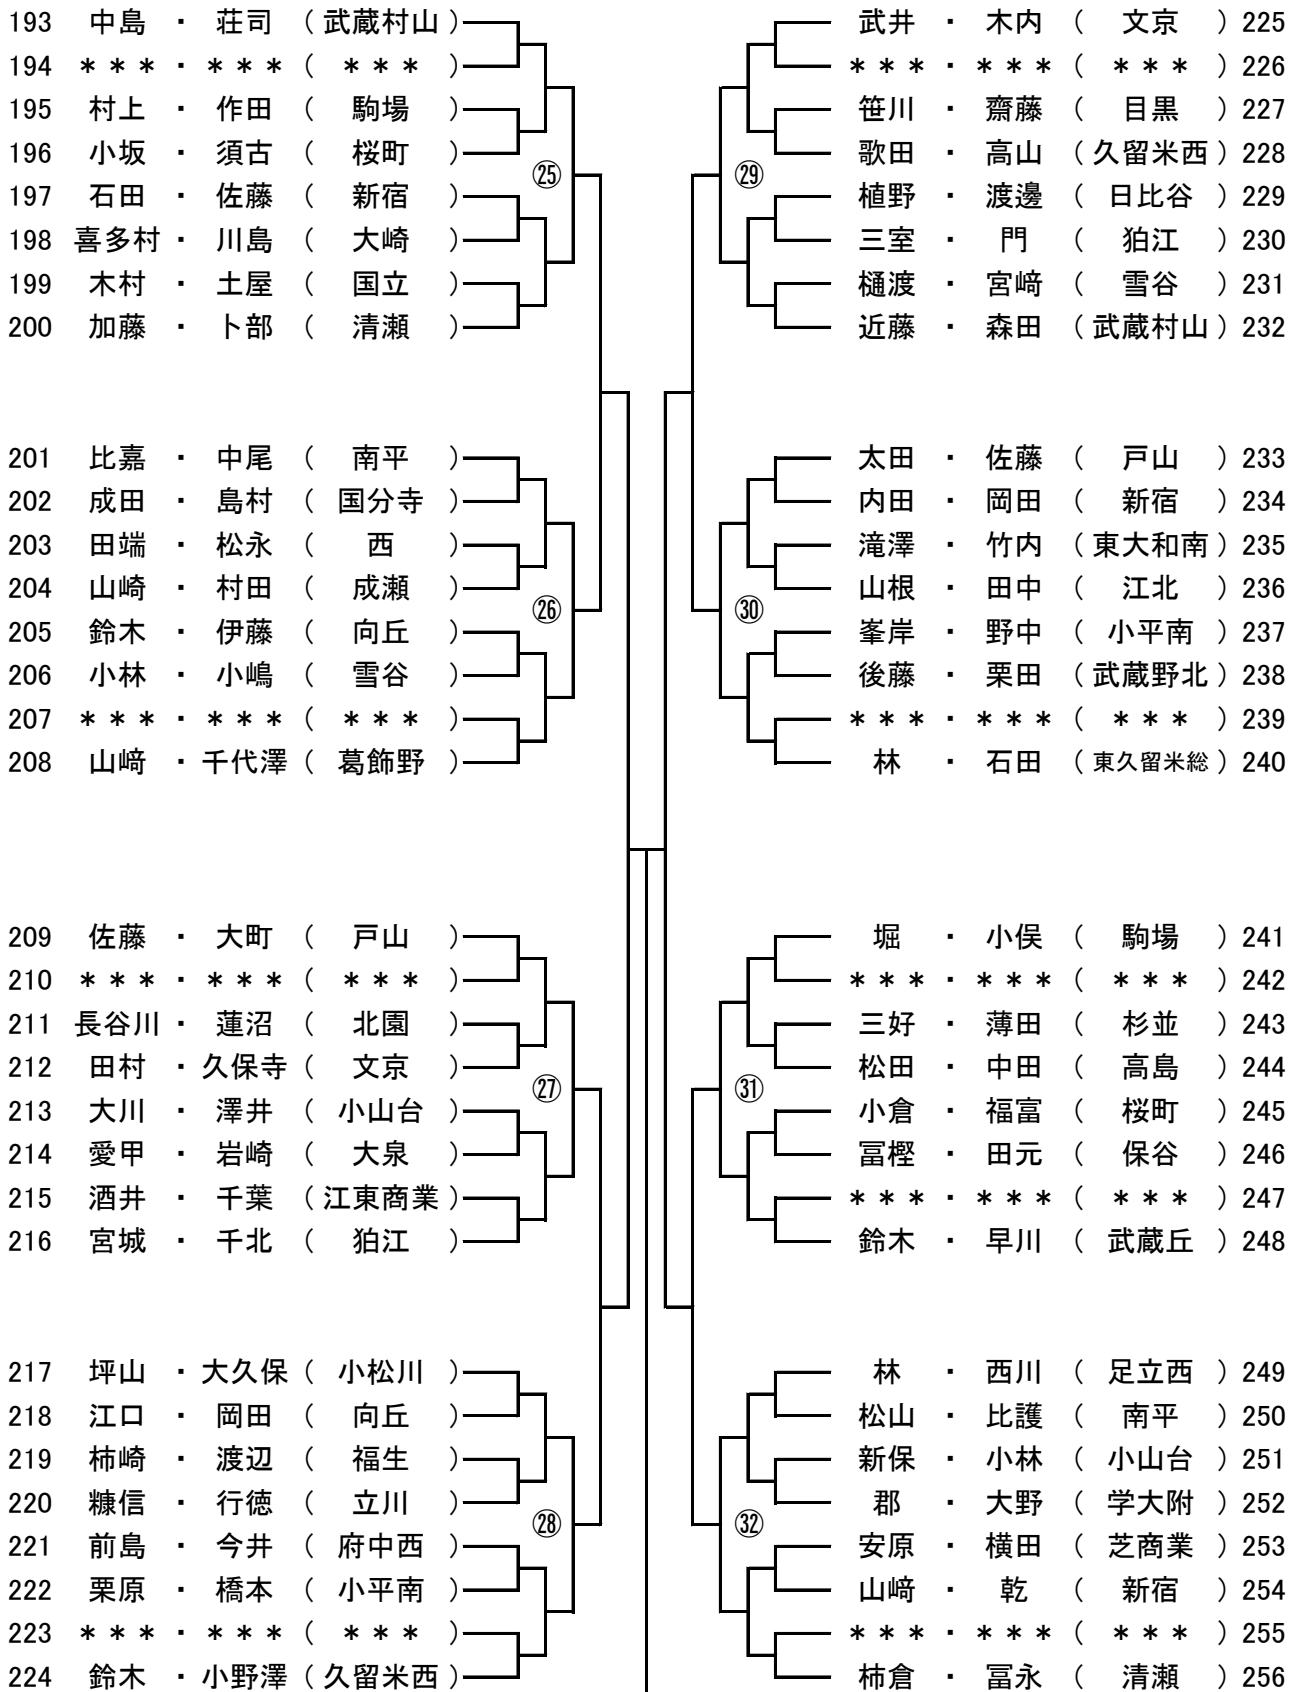 193 中島 ・ 荘司 （ 武蔵村山 ）
194 ＊＊＊ ・ ＊＊＊ （ ＊＊＊ ）
195 村上 ・ 作田 （ 駒場 ）
196 小坂 ・ 須古 （ 桜町 ）
㉕
197 石田 ・ 佐藤 （ 新宿 ）
198 喜多村 ・ 川島 （ 大崎 ）
199 木村 ・ 土屋 （ 国立 ）
200 加藤 ・ 卜部 （ 清瀬 ）
201 比嘉 ・ 中尾 （ 南平 ）
202 成田 ・ 島村 （ 国分寺 ）
203 田端 ・ 松永 （ 西 ）
204 山崎 ・ 村田 （ 成瀬 ）
㉖
205 鈴木 ・ 伊藤 （ 向丘 ）
206 小林 ・ 小嶋 （ 雪谷 ）
207 ＊＊＊ ・ ＊＊＊ （ ＊＊＊ ）
208 山﨑 ・ 千代澤 （ 葛飾野 ）
209 佐藤 ・ 大町 （ 戸山 ）
210 ＊＊＊ ・ ＊＊＊ （ ＊＊＊ ）
211 長谷川 ・ 蓮沼 （ 北園 ）
212 田村 ・ 久保寺 （ 文京 ）
㉗
213 大川 ・ 澤井 （ 小山台 ）
214 愛甲 ・ 岩崎 （ 大泉 ）
215 酒井 ・ 千葉 （ 江東商業 ）
216 宮城 ・ 千北 （ 狛江 ）
217 坪山 ・ 大久保 （ 小松川 ）
218 江口 ・ 岡田 （ 向丘 ）
219 柿崎 ・ 渡辺 （ 福生 ）
220 糠信 ・ 行徳 （ 立川 ）
㉘
221 前島 ・ 今井 （ 府中西 ）
222 栗原 ・ 橋本 （ 小平南 ）
223 ＊＊＊ ・ ＊＊＊ （ ＊＊＊ ）
224 鈴木 ・ 小野澤 （ 久留米西 ）
武井 ・ 木内 （ 文京 ） 225
＊＊＊ ・ ＊＊＊ （ ＊＊＊ ） 226
笹川 ・ 齋藤 （ 目黒 ） 227
歌田 ・ 高山 （ 久留米西 ） 228
㉙
植野 ・ 渡邊 （ 日比谷 ） 229
三室 ・ 門 （ 狛江 ） 230
樋渡 ・ 宮﨑 （ 雪谷 ） 231
近藤 ・ 森田 （ 武蔵村山 ） 232
太田 ・ 佐藤 （ 戸山 ） 233
内田 ・ 岡田 （ 新宿 ） 234
滝澤 ・ 竹内 （ 東大和南 ） 235
山根 ・ 田中 （ 江北 ） 236
㉚
峯岸 ・ 野中 （ 小平南 ） 237
後藤 ・ 栗田 （ 武蔵野北 ） 238
＊＊＊ ・ ＊＊＊ （ ＊＊＊ ） 239
林 ・ 石田 （ 東久留米総 ） 240
堀 ・ 小俣 （ 駒場 ） 241
＊＊＊ ・ ＊＊＊ （ ＊＊＊ ） 242
三好 ・ 薄田 （ 杉並 ） 243
松田 ・ 中田 （ 高島 ） 244
㉛
小倉 ・ 福富 （ 桜町 ） 245
冨樫 ・ 田元 （ 保谷 ） 246
＊＊＊ ・ ＊＊＊ （ ＊＊＊ ） 247
鈴木 ・ 早川 （ 武蔵丘 ） 248
林 ・ 西川 （ 足立西 ） 249
松山 ・ 比護 （ 南平 ） 250
新保 ・ 小林 （ 小山台 ） 251
郡 ・ 大野 （ 学大附 ） 252
㉜
安原 ・ 横田 （ 芝商業 ） 253
山﨑 ・ 乾 （ 新宿 ） 254
＊＊＊ ・ ＊＊＊ （ ＊＊＊ ） 255
柿倉 ・ 冨永 （ 清瀬 ） 256